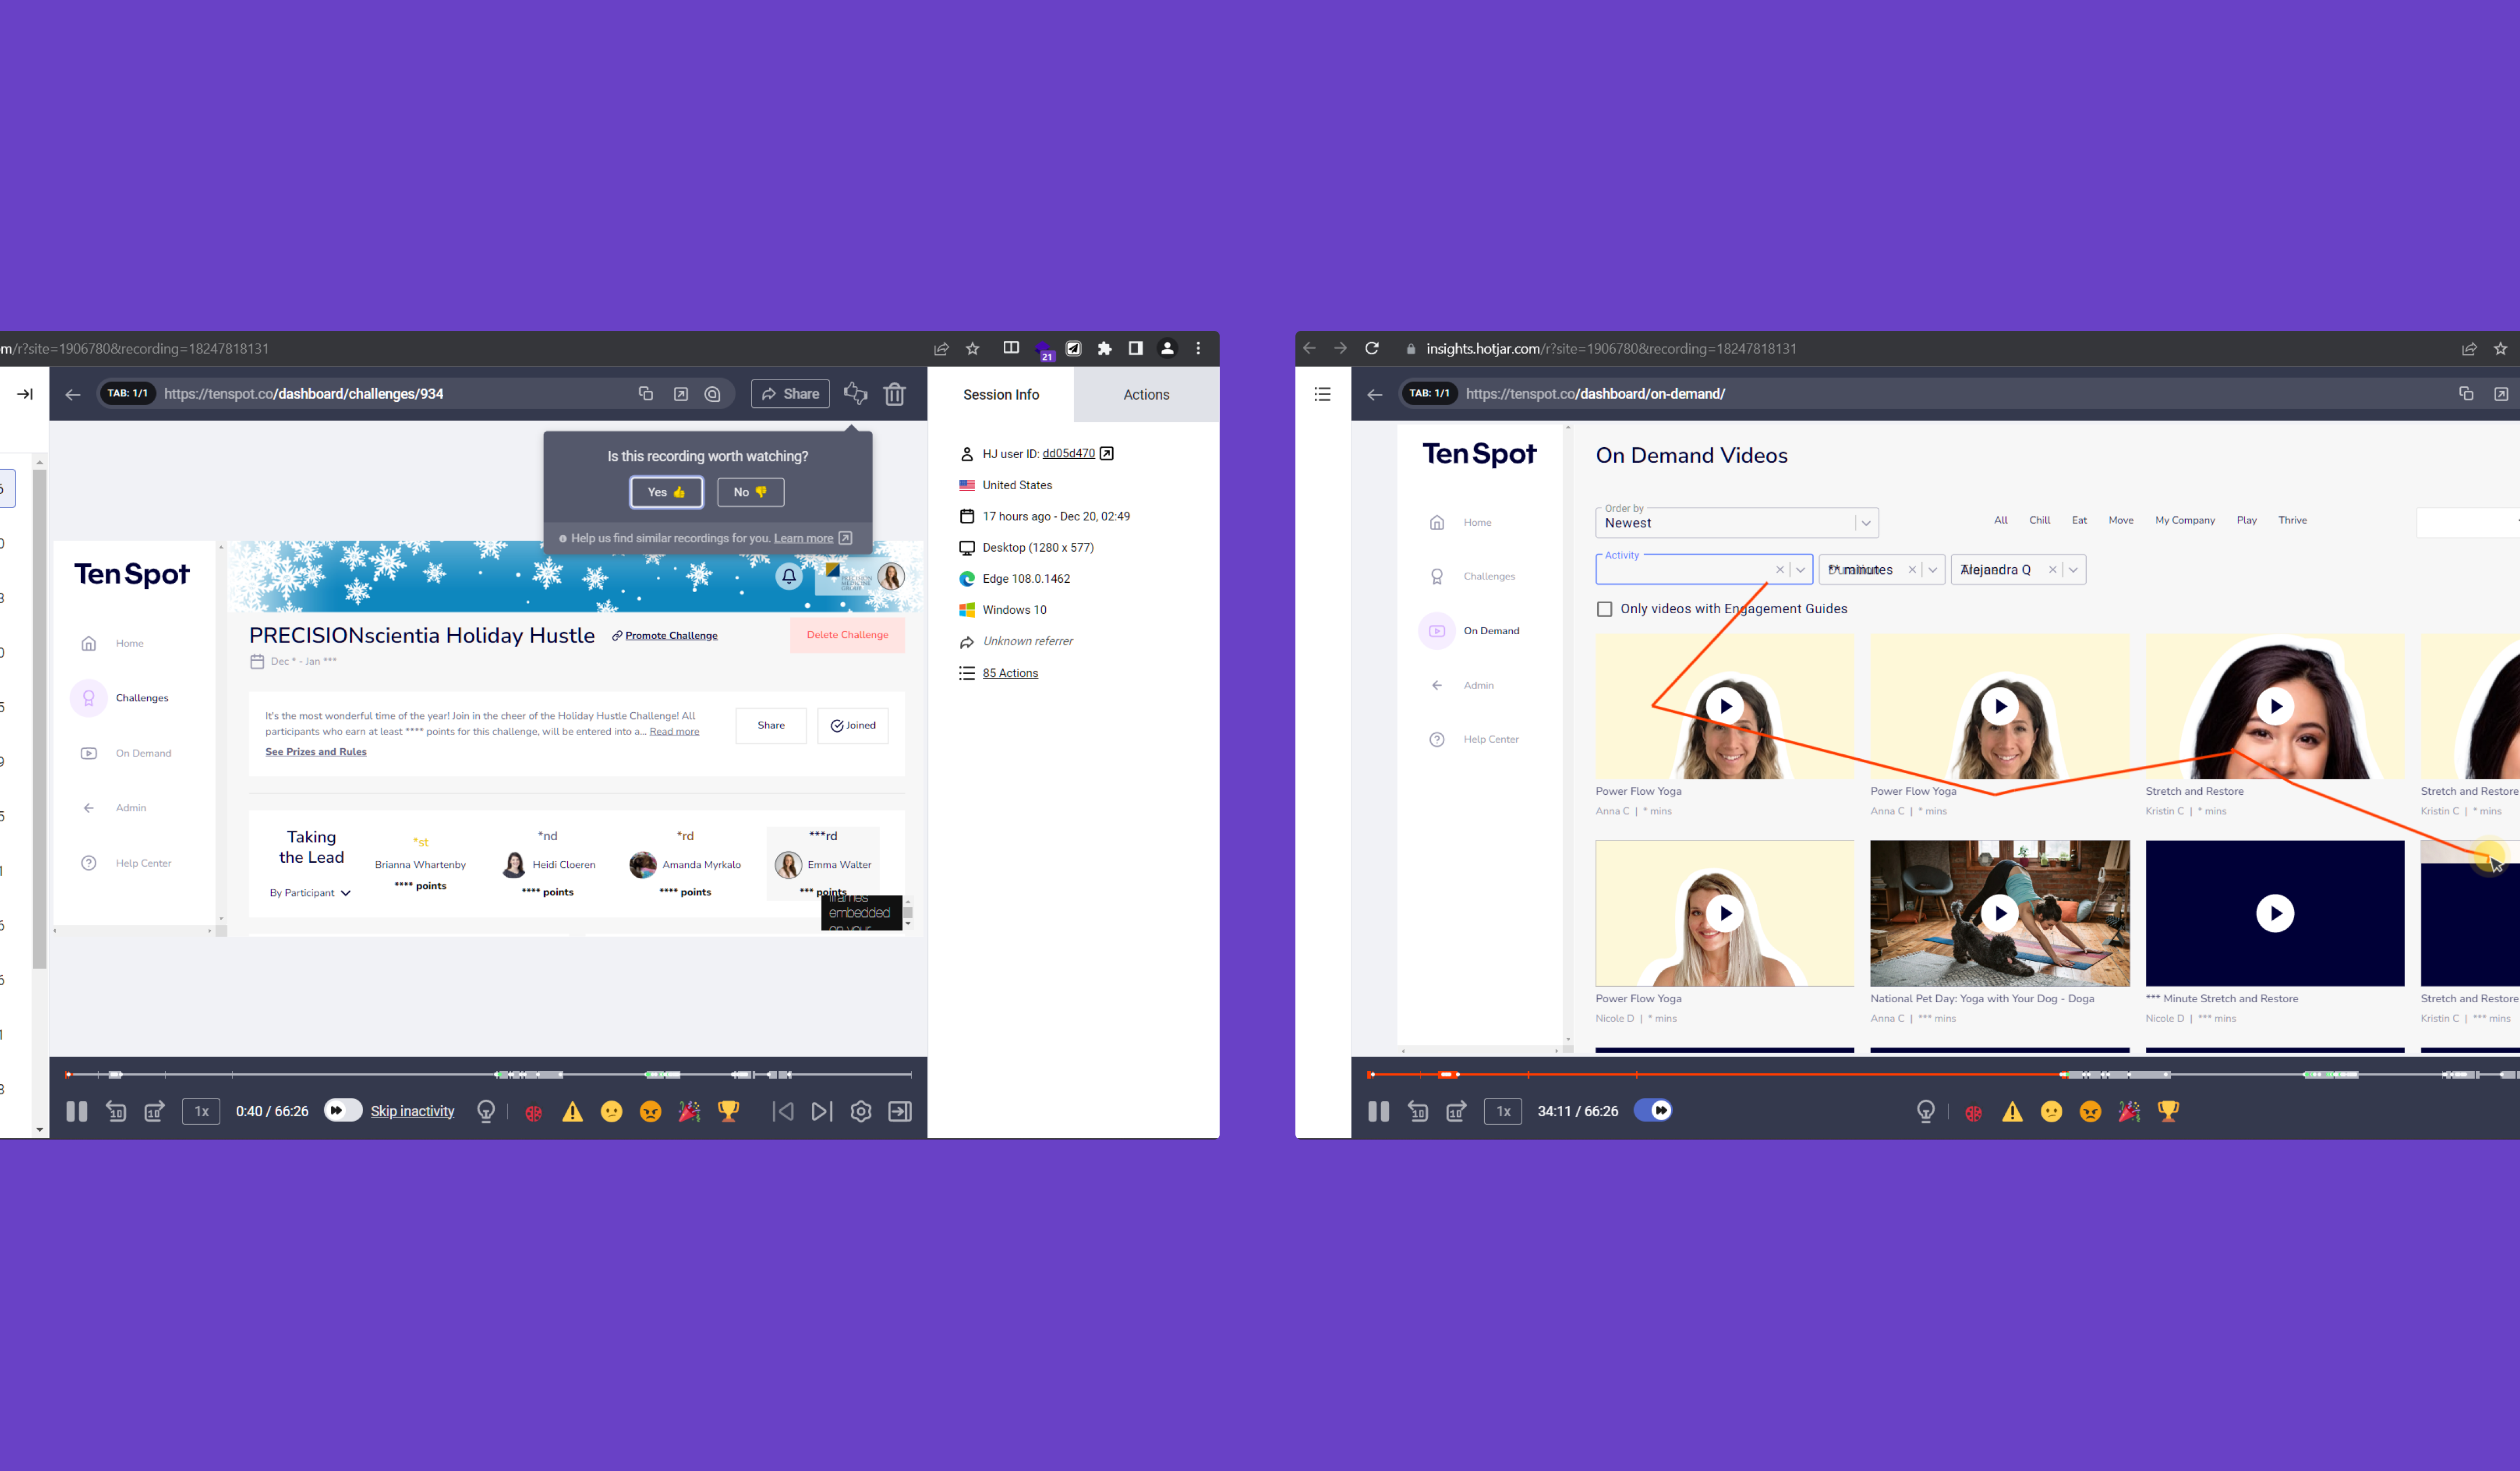 m/r?site=1906780&recording=18247818131
21
TAB: 1/1
https://tenspot.co/dashboard/challenges/934
Share
Session Info
Actions
Is this recording worth watching?
Yes
No
Help us find similar recordings for you. Learn more
HJ user ID: dd05d470
United States
17 hours ago - Dec 20, 02:49
Desktop (1280 x 577)
Edge 108.0.1462
Windows 10
Unknown referrer
85 Actions
Ten Spot
Home
Challenges
On Demand
Admin
Help Center
PRECISIONscientia Holiday Hustle
Promote Challenge
Delete Challenge
Dec * - Jan ***
It's the most wonderful time of the year! Join in the cheer of the Holiday Hustle Challenge! All
participants who earn at least **** points for this challenge, will be entered into a... Read more
See Prizes and Rules
Share
Joined
Taking
the Lead
By Participant
*st
Brianna Whartenby
**** points
*nd
Heidi Cloeren
**** points
*rd
Amanda Myrkalo
**** points
***rd
Emma Walter
*** points
iframes
embedded
on your
10
10
1x
0:40 / 66:26
Skip inactivity
insights.hotjar.com/r?site=1906780&recording=18247818131
TAB: 1/1
https://tenspot.co/dashboard/on-demand/
Ten Spot
Home
Challenges
On Demand
Admin
Help Center
On Demand Videos
Order by
Newest
All
Chill
Eat
Move
My Company
Play
Thrive
Activity
** minutes
Alejandra Q
Only videos with Engagement Guides
Power Flow Yoga
Anna C | * mins
Power Flow Yoga
Anna C | * mins
Stretch and Restore
Kristin C | * mins
Stretch and Restore
Kristin C | * mins
Power Flow Yoga
Nicole D | * mins
National Pet Day: Yoga with Your Dog - Doga
Anna C | *** mins
*** Minute Stretch and Restore
Nicole D | *** mins
Stretch and Restore
Kristin C | *** mins
10
10
1x
34:11 / 66:26